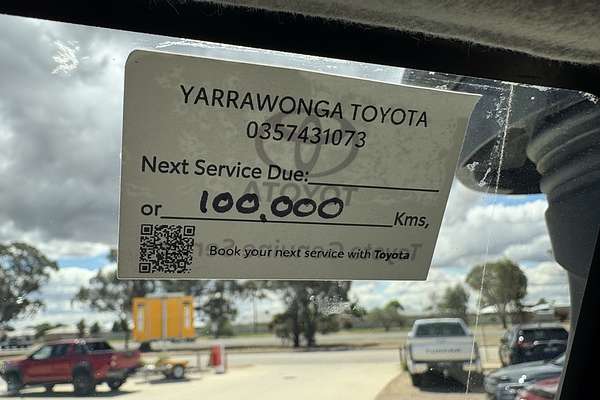 YARRAWONGA TOYOTA
0357431073
Next Service Due:
or 100,000 Kms,
Book your next service with Toyota